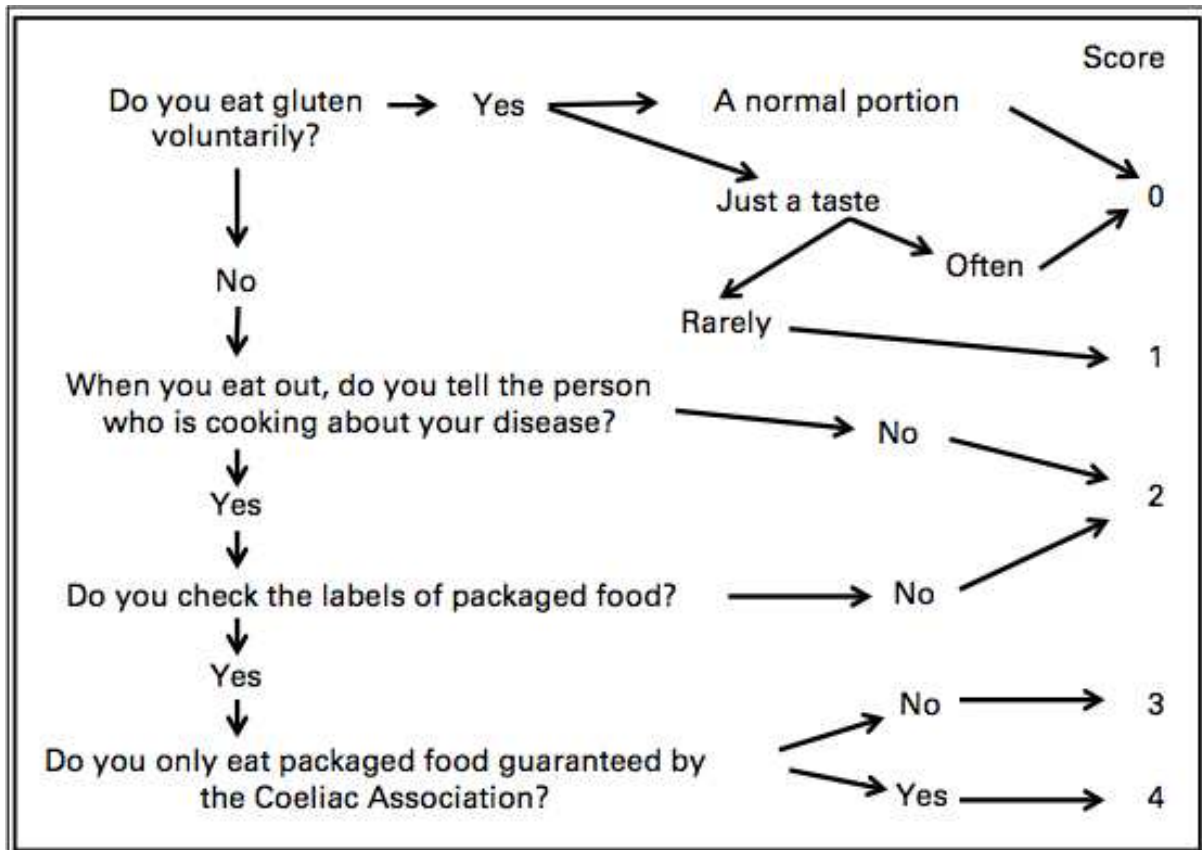 Score
Do you eat gluten
voluntarily?
Yes
A normal portion
0
Just a taste
Often
No
Rarely
1
When you eat out, do you tell the person
who is cooking about your disease?
No
2
Yes
Do you check the labels of packaged food?
No
Yes
No
3
Do you only eat packaged food guaranteed by
the Coeliac Association?
Yes
4